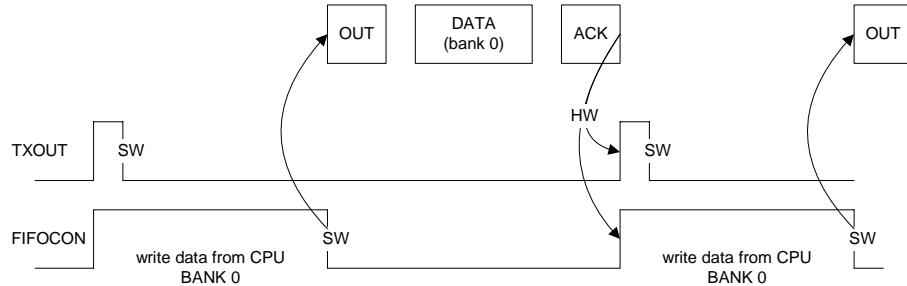 OUT
DATA
(bank 0)
ACK
OUT
HW
TXOUT
SW
SW
FIFOCON
SW
SW
write data from CPU
BANK 0
write data from CPU
BANK 0